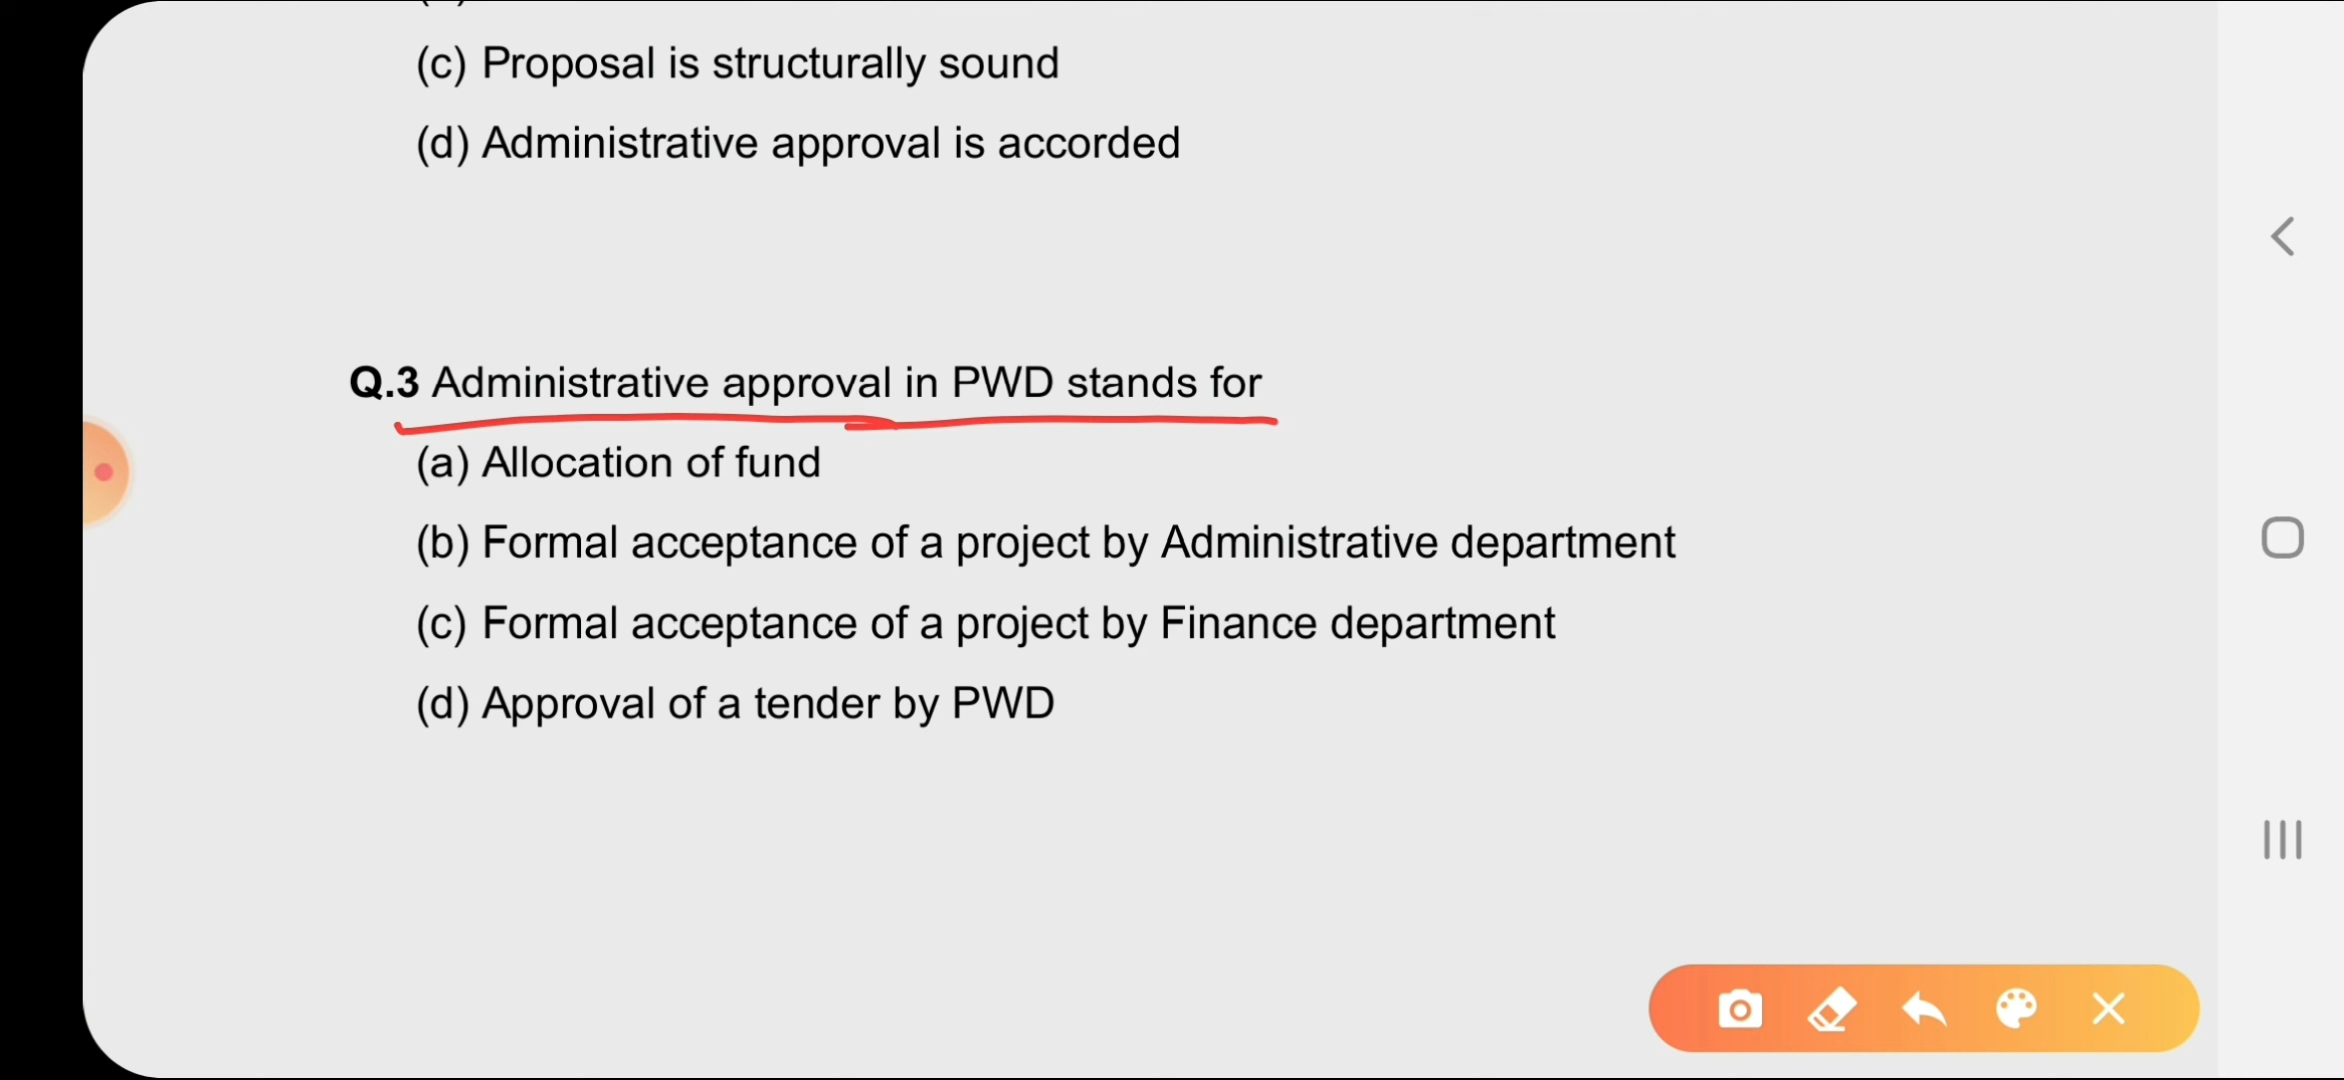 (c) Proposal is structurally sound
(d) Administrative approval is accorded
Q.3 Administrative approval in PWD stands for
(a) Allocation of fund
(b) Formal acceptance of a project by Administrative department
(c) Formal acceptance of a project by Finance department
(d) Approval of a tender by PWD